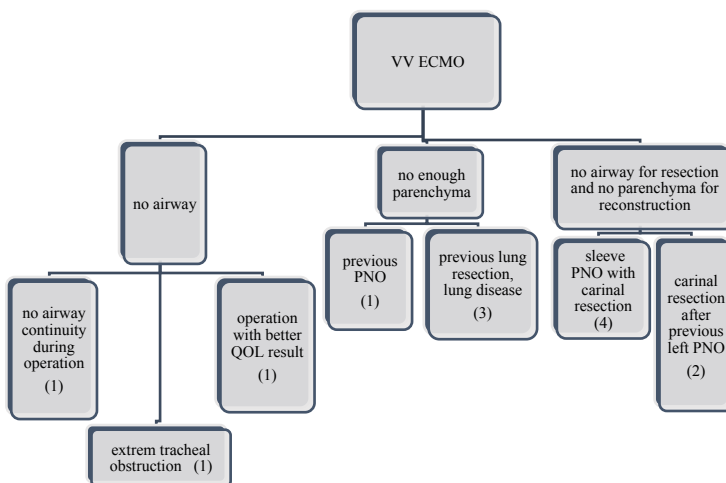 VV ECMO
no airway
no enough
parenchyma
no airway for resection
and no parenchyma for
reconstruction
no airway
continuity
during
operation
(1)
extrem tracheal
obstruction (1)
operation
with better
QOL result
(1)
previous
PNO
(1)
previous lung
resection,
lung disease
(3)
sleeve
PNO with
carinal
resection
(4)
carinal
resection
after
previous
left PNO
(2)